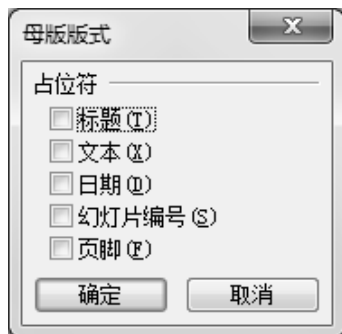 母版版式
占位符
标题(T)
文本(X)
日期(D)
幻灯片编号(S)
页脚(F)
确定 取消